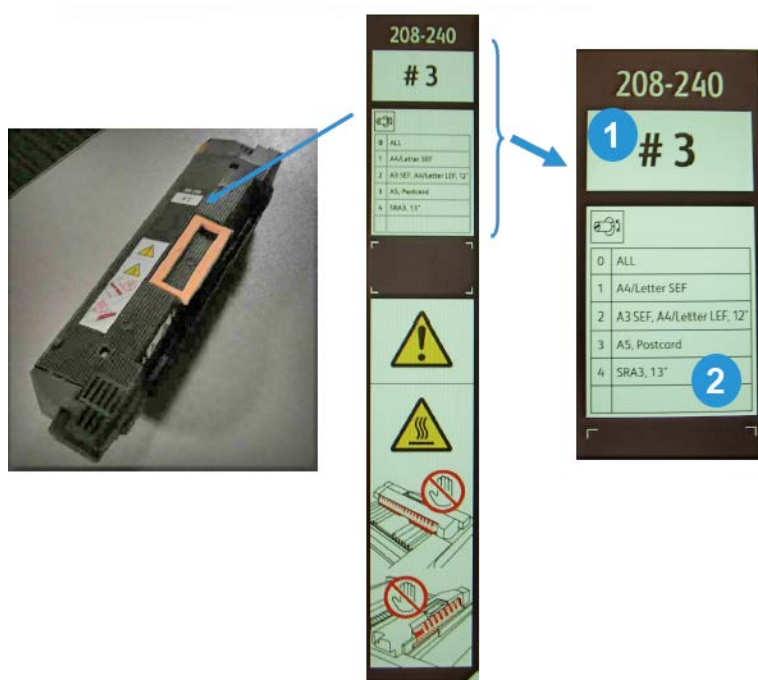 208-240
# 3
0 ALL
1 A4/Letter SEF
2 A3 SEF, A4/Letter LEF, 12"
3 A5, Postcard
4 SRA3, 13"
208-240
1
# 3
0 ALL
1 A4/Letter SEF
2 A3 SEF, A4/Letter LEF, 12"
3 A5, Postcard
4 SRA3, 13"
2